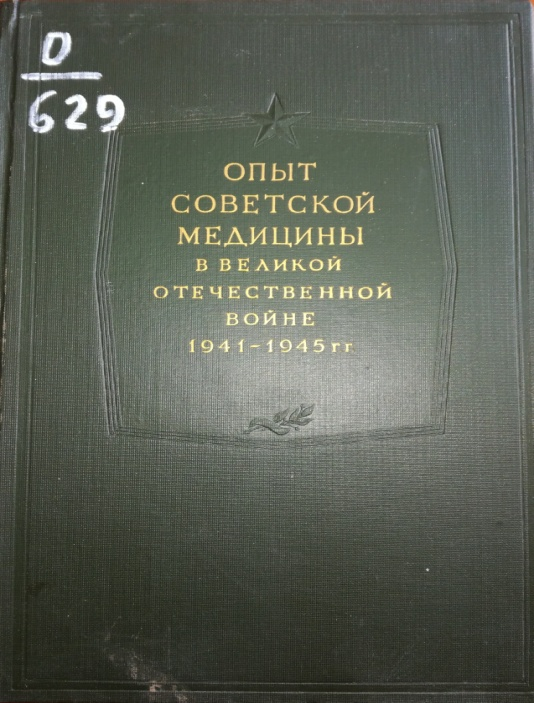 О
629
ОПЫТ
СОВЕТСКОЙ
МЕДИЦИНЫ
В ВЕЛИКОЙ
ОТЕЧЕСТВЕННОЙ
ВОЙНЕ
1941–1945 гг.